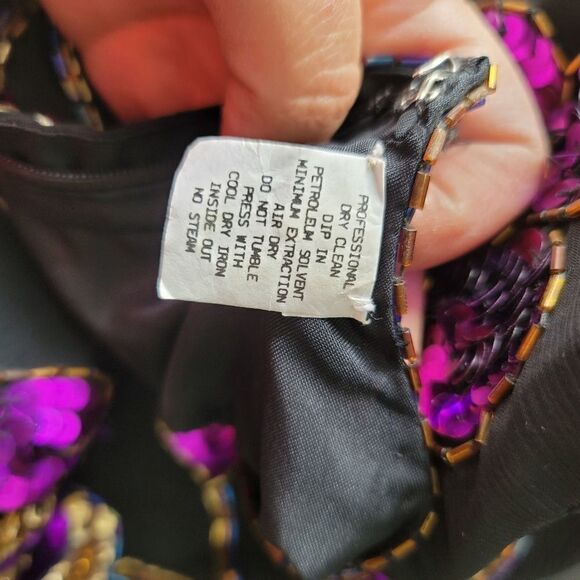 PROFESSIONAL
DRY CLEAN
DIP IN
PETROLEUM SOLVENT
MINIMUM EXTRACTION
AIR DRY
DO NOT TUMBLE
PRESS WITH
COOL DRY IRON
INSIDE OUT
NO STEAM